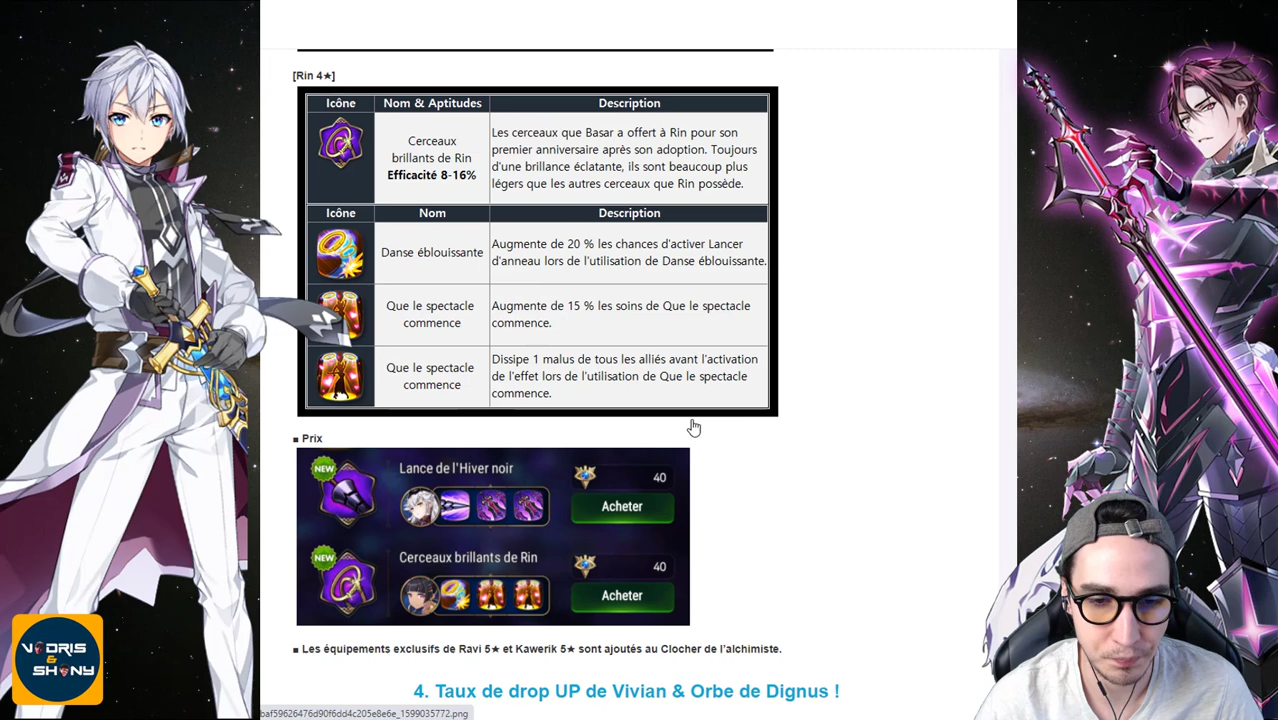 [Rin 4★]
Icône Nom & Aptitudes Description
Cerceaux
brillants de Rin
Efficacité 8-16%
Les cerceaux que Basar a offert à Rin pour son
premier anniversaire après son adoption. Toujours
d'une brillance éclatante, ils sont beaucoup plus
légers que les autres cerceaux que Rin possède.
Icône Nom Description
Danse éblouissante
Augmente de 20 % les chances d'activer Lancer
d'anneau lors de l'utilisation de Danse éblouissante.
Que le spectacle
commence
Augmente de 15 % les soins de Que le spectacle
commence.
Que le spectacle
commence
Dissipe 1 malus de tous les alliés avant l'activation
de l'effet lors de l'utilisation de Que le spectacle
commence.
■ Prix
NEW
Lance de l'Hiver noir
40
Acheter
NEW
Cerceaux brillants de Rin
40
Acheter
■ Les équipements exclusifs de Ravi 5★ et Kawerik 5★ sont ajoutés au Clocher de l'alchimiste.
4. Taux de drop UP de Vivian & Orbe de Dignus !
baf59626476d90f6dd4c205e8e6e_1599035772.png
VODRIS
&
SHONY